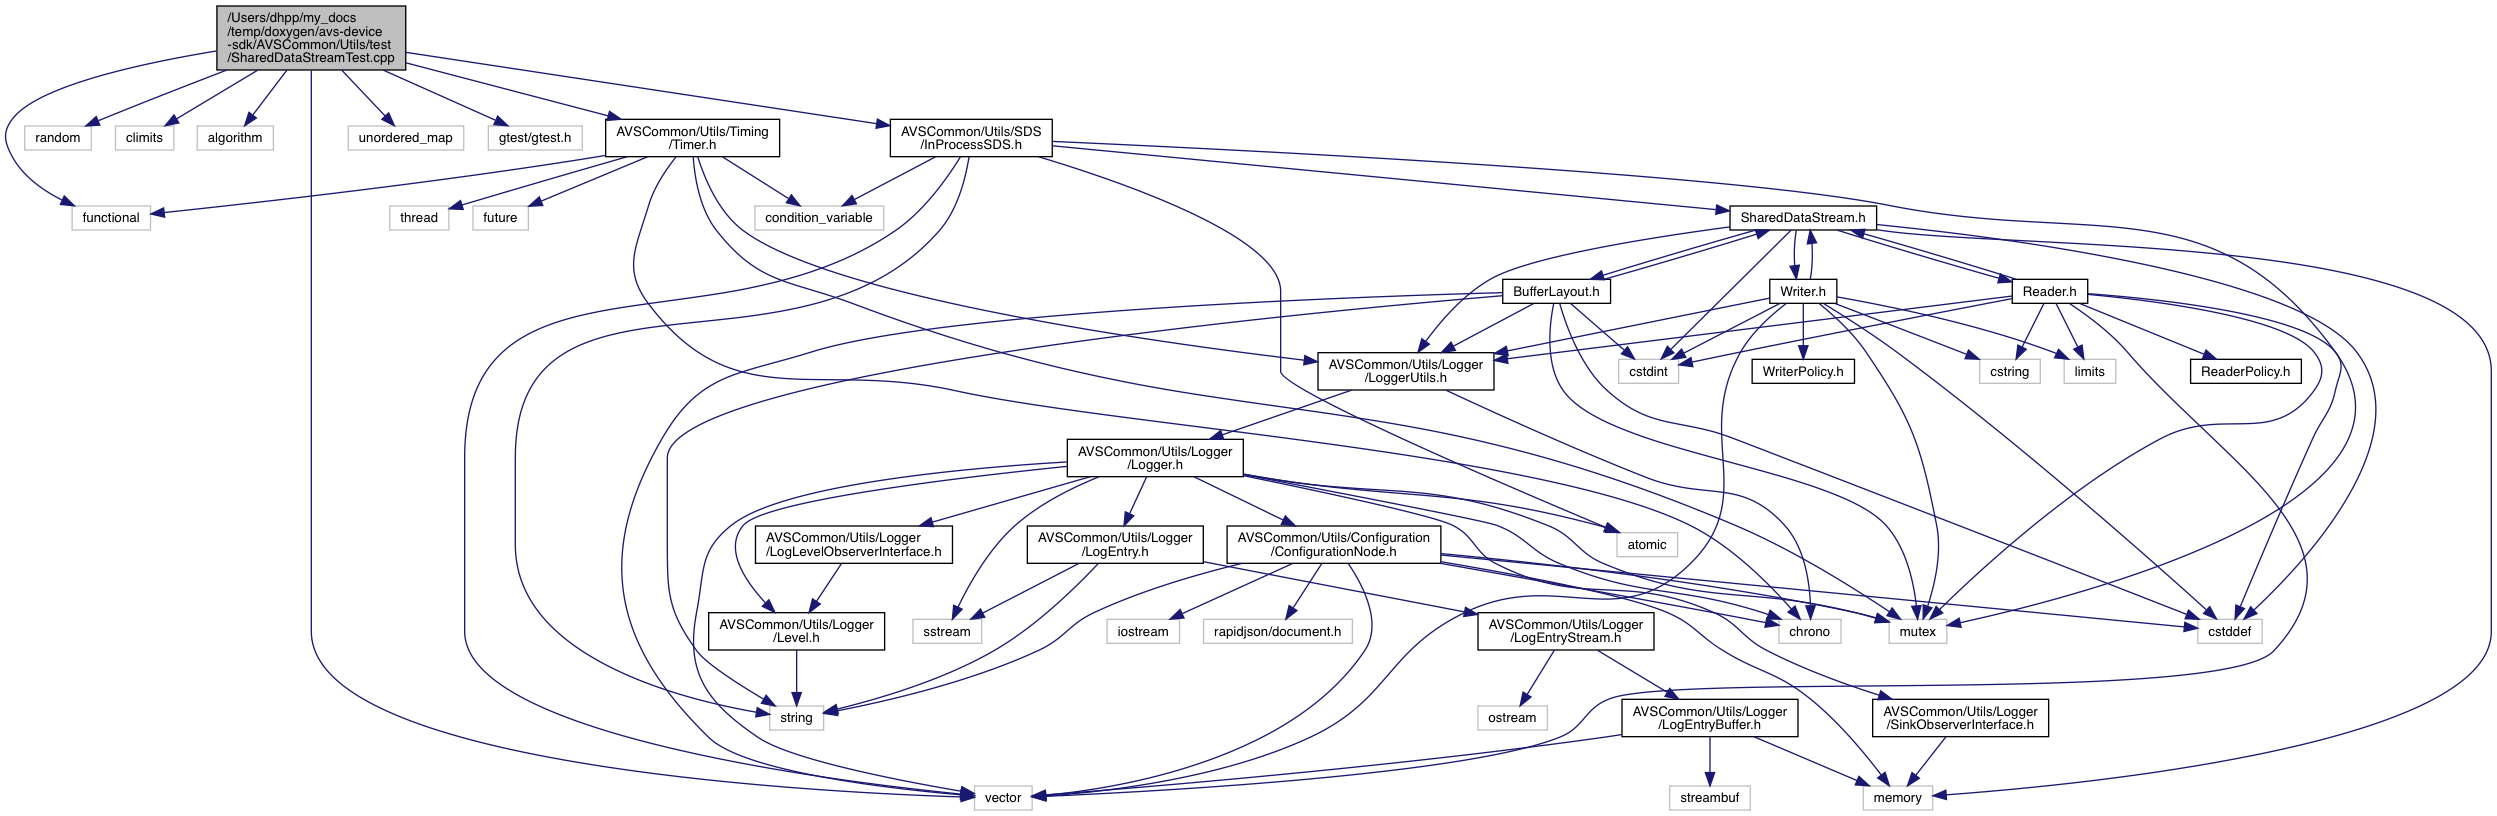 /Users/dhpp/my_docs
/temp/doxygen/avs-device
-sdk/AVSCommon/Utils/test
/SharedDataStreamTest.cpp
random
climits
algorithm
unordered_map
gtest/gtest.h
AVSCommon/Utils/Timing
/Timer.h
AVSCommon/Utils/SDS
/InProcessSDS.h
functional
thread
future
condition_variable
SharedDataStream.h
BufferLayout.h
Writer.h
Reader.h
AVSCommon/Utils/Logger
/LoggerUtils.h
cstdint
WriterPolicy.h
cstring
limits
ReaderPolicy.h
AVSCommon/Utils/Logger
/Logger.h
AVSCommon/Utils/Logger
/LogLevelObserverInterface.h
AVSCommon/Utils/Logger
/LogEntry.h
AVSCommon/Utils/Configuration
/ConfigurationNode.h
atomic
AVSCommon/Utils/Logger
/Level.h
sstream
iostream
rapidjson/document.h
AVSCommon/Utils/Logger
/LogEntryStream.h
chrono
mutex
cstddef
string
ostream
AVSCommon/Utils/Logger
/LogEntryBuffer.h
AVSCommon/Utils/Logger
/SinkObserverInterface.h
vector
streambuf
memory